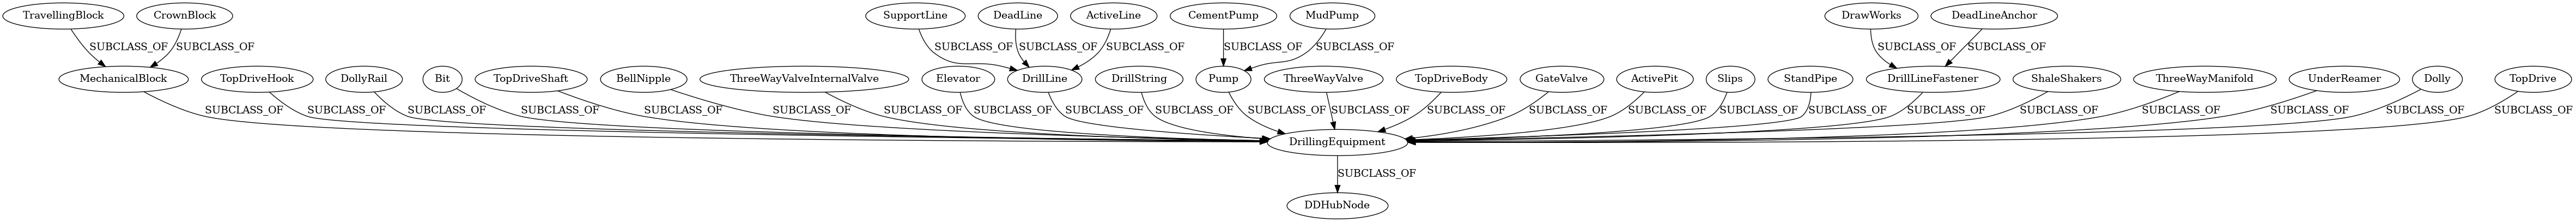 TravellingBlock CrownBlock SupportLine DeadLine ActiveLine CementPump MudPump DrawWorks DeadLineAnchor
SUBCLASS_OF SUBCLASS_OF SUBCLASS_OF SUBCLASS_OF SUBCLASS_OF SUBCLASS_OF SUBCLASS_OF SUBCLASS_OF SUBCLASS_OF
MechanicalBlock TopDriveHook DollyRail Bit TopDriveShaft BellNipple ThreeWayValveInternalValve Elevator DrillLine DrillString Pump ThreeWayValve TopDriveBody GateValve ActivePit Slips StandPipe DrillLineFastener ShaleShakers ThreeWayManifold UnderReamer Dolly TopDrive
SUBCLASS_OF SUBCLASS_OF SUBCLASS_OF SUBCLASS_OF SUBCLASS_OF SUBCLASS_OF SUBCLASS_OF SUBCLASS_OF SUBCLASS_OF SUBCLASS_OF SUBCLASS_OF SUBCLASS_OF SUBCLASS_OF SUBCLASS_OF SUBCLASS_OF SUBCLASS_OF SUBCLASS_OF SUBCLASS_OF SUBCLASS_OF SUBCLASS_OF SUBCLASS_OF SUBCLASS_OF SUBCLASS_OF
DrillingEquipment
SUBCLASS_OF
DDHubNode